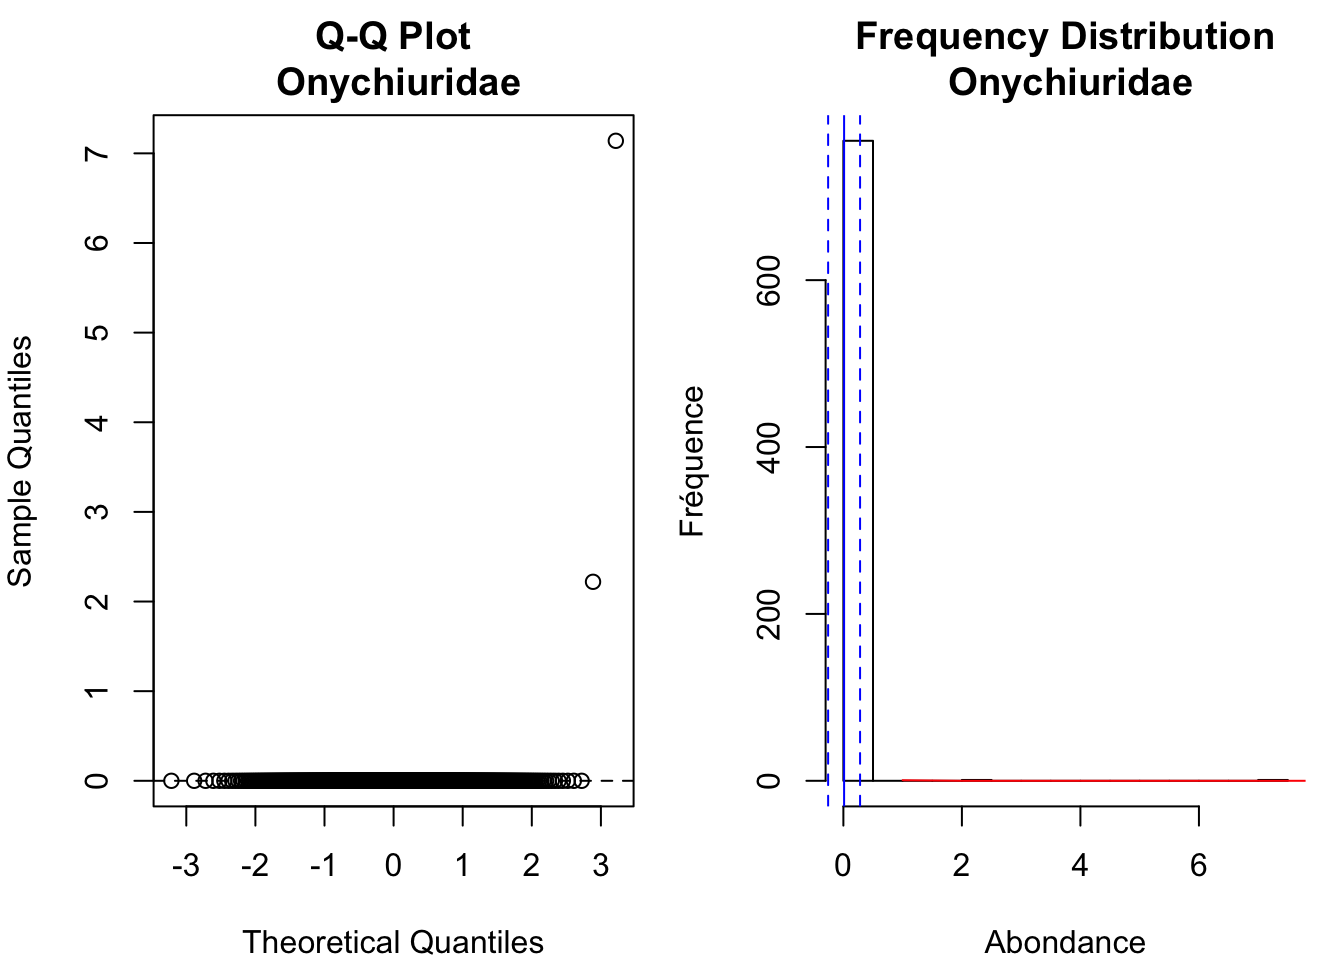 Q-Q Plot
Onychiuridae
Sample Quantiles
7
6
5
4
3
2
1
0
-3 -2 -1 0 1 2 3
Theoretical Quantiles
Frequency Distribution
Onychiuridae
Fréquence
600
400
200
0
0 2 4 6
Abondance